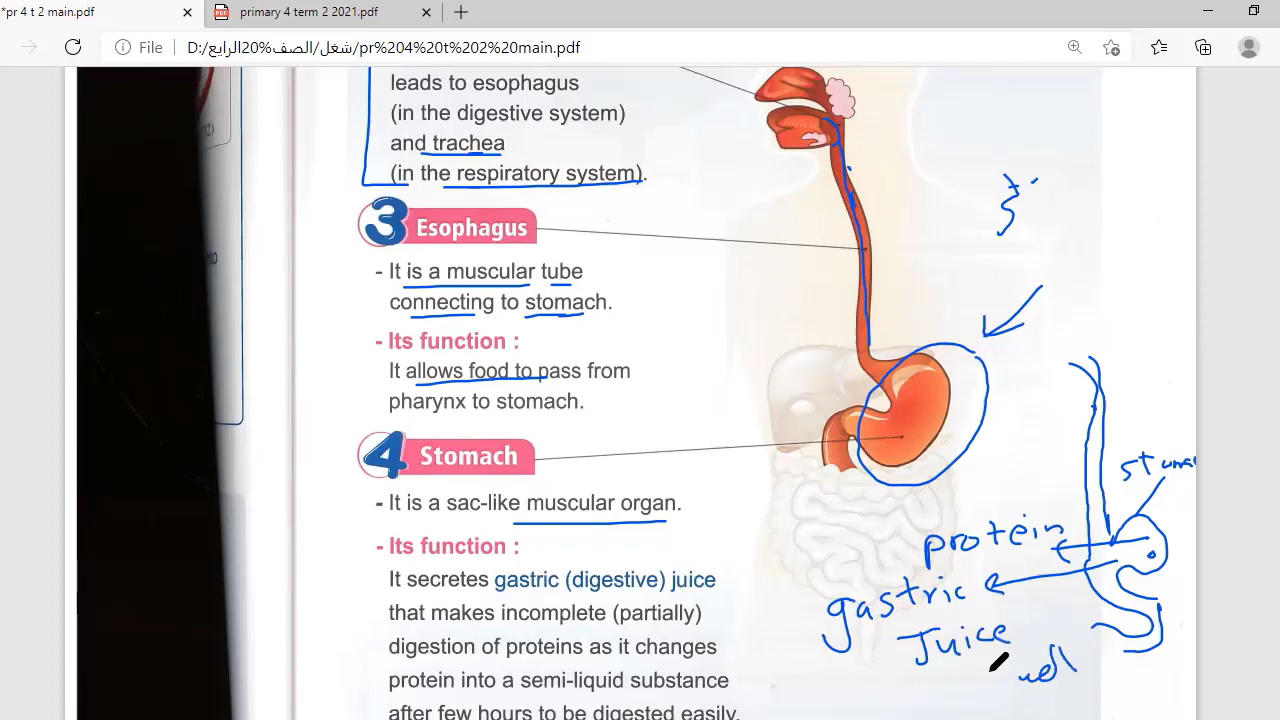 *pr 4 t 2 main.pdf
primary 4 term 2 2021.pdf
File
D:/شغل/الصف%20الرايع/pr%204%20t%202%20main.pdf
leads to esophagus
(in the digestive system)
and trachea
(in the respiratory system).
3 Esophagus
- It is a muscular tube
connecting to stomach.
- Its function :
It allows food to pass from
pharynx to stomach.
4 Stomach
- It is a sac-like muscular organ.
- Its function :
It secretes gastric (digestive) juice
that makes incomplete (partially)
digestion of proteins as it changes
protein into a semi-liquid substance
after few hours to be digested easily.
protein
gastric
Juice